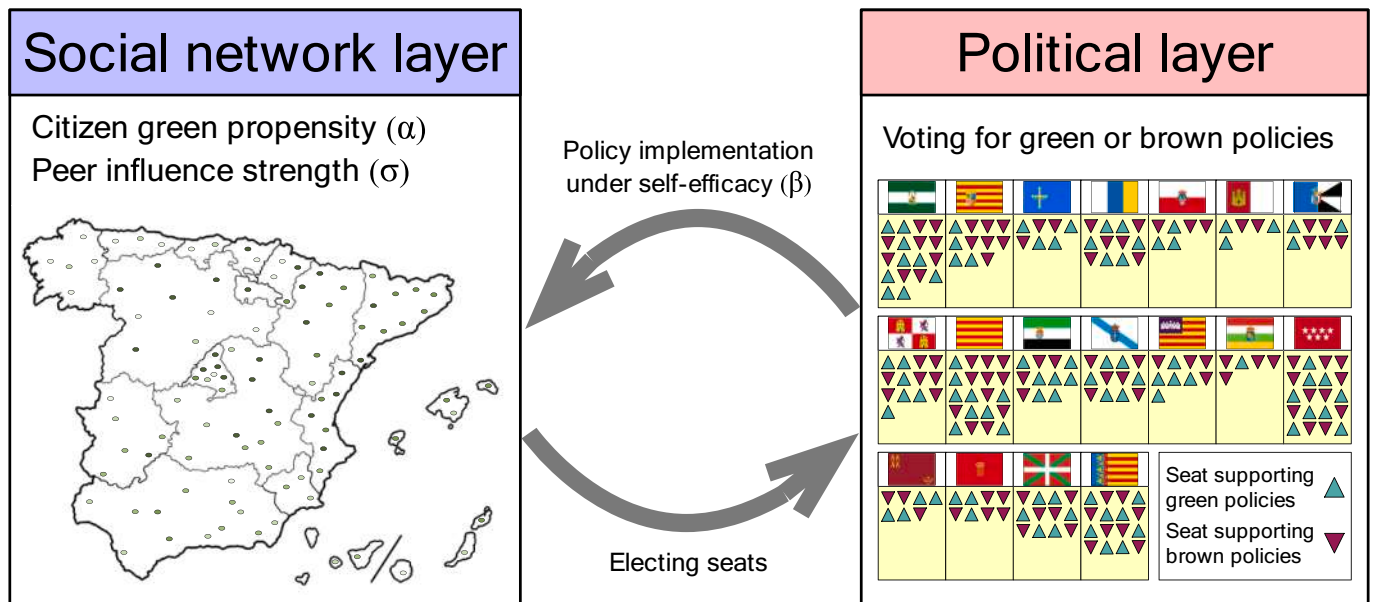 Social network layer
Citizen green propensity (α)
Peer influence strength (σ)
Policy implementation
under self-efficacy (β)
Electing seats
Political layer
Voting for green or brown policies
Seat supporting
green policies
Seat supporting
brown policies